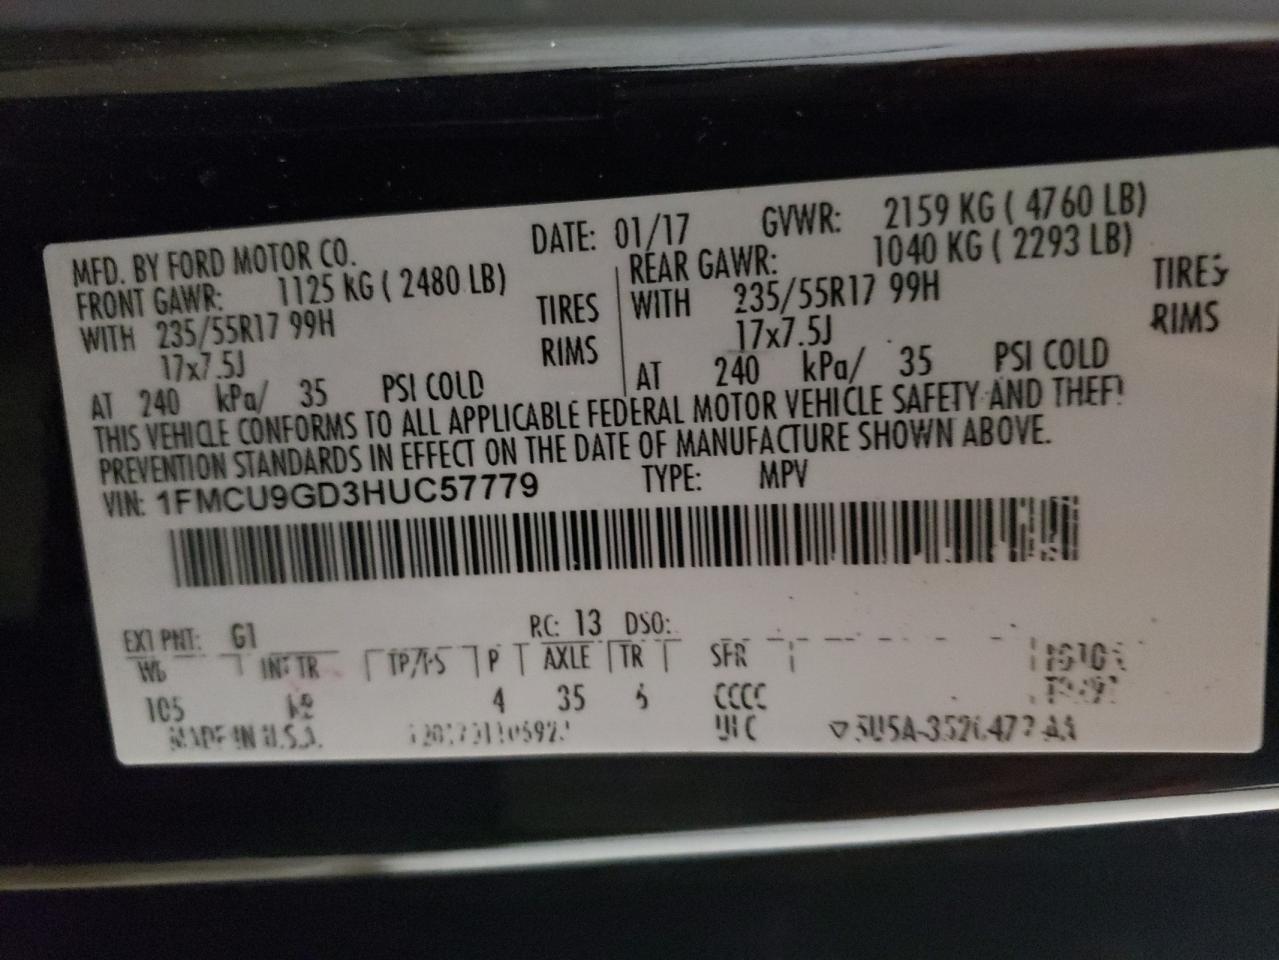 MFD. BY FORD MOTOR CO. DATE: 01/17 GVWR: 2159 KG ( 4760 LB)
FRONT GAWR: 1125 KG ( 2480 LB) REAR GAWR: 1040 KG ( 2293 LB)
WITH 235/55R17 99H TIRES WITH 235/55R17 99H TIRES
17x7.5J RIMS 17x7.5J RIMS
AT 240 kPa/ 35 PSI COLD AT 240 kPa/ 35 PSI COLD
THIS VEHICLE CONFORMS TO ALL APPLICABLE FEDERAL MOTOR VEHICLE SAFETY AND THEFT
PREVENTION STANDARDS IN EFFECT ON THE DATE OF MANUFACTURE SHOWN ABOVE.
VIN: 1FMCU9GD3HUC57779 TYPE: MPV
EXT PNT: G1 RC: 13 DSO:
WB INT TR TP/PS P AXLE TR SPR
105 4 35 6 CCCC
MADE IN U.S.A. UTC